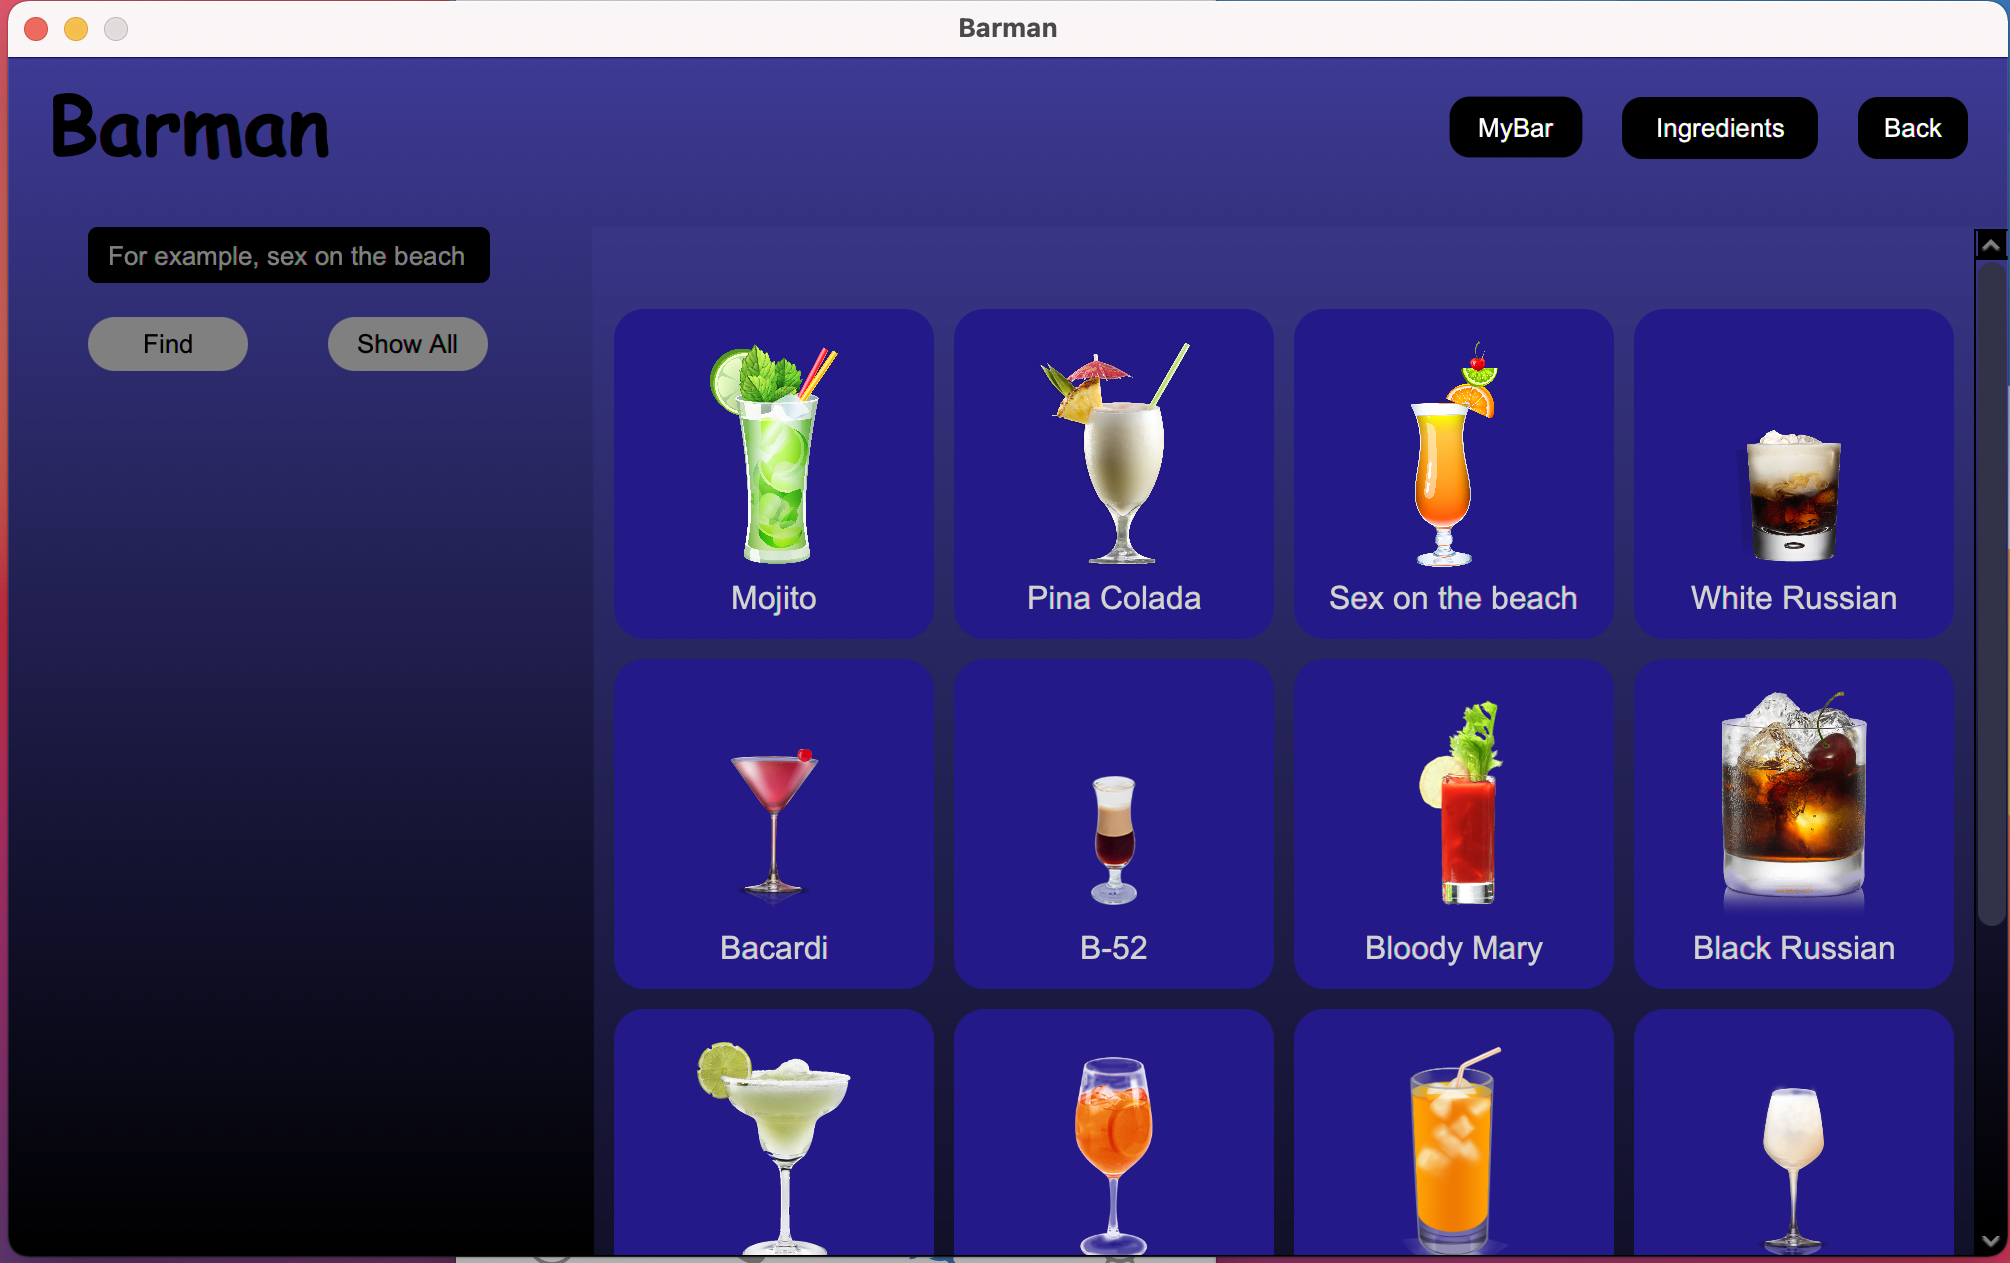 Barman
Barman
MyBar
Ingredients
Back
For example, sex on the beach
Find
Show All
Mojito
Pina Colada
Sex on the beach
White Russian
Bacardi
B-52
Bloody Mary
Black Russian